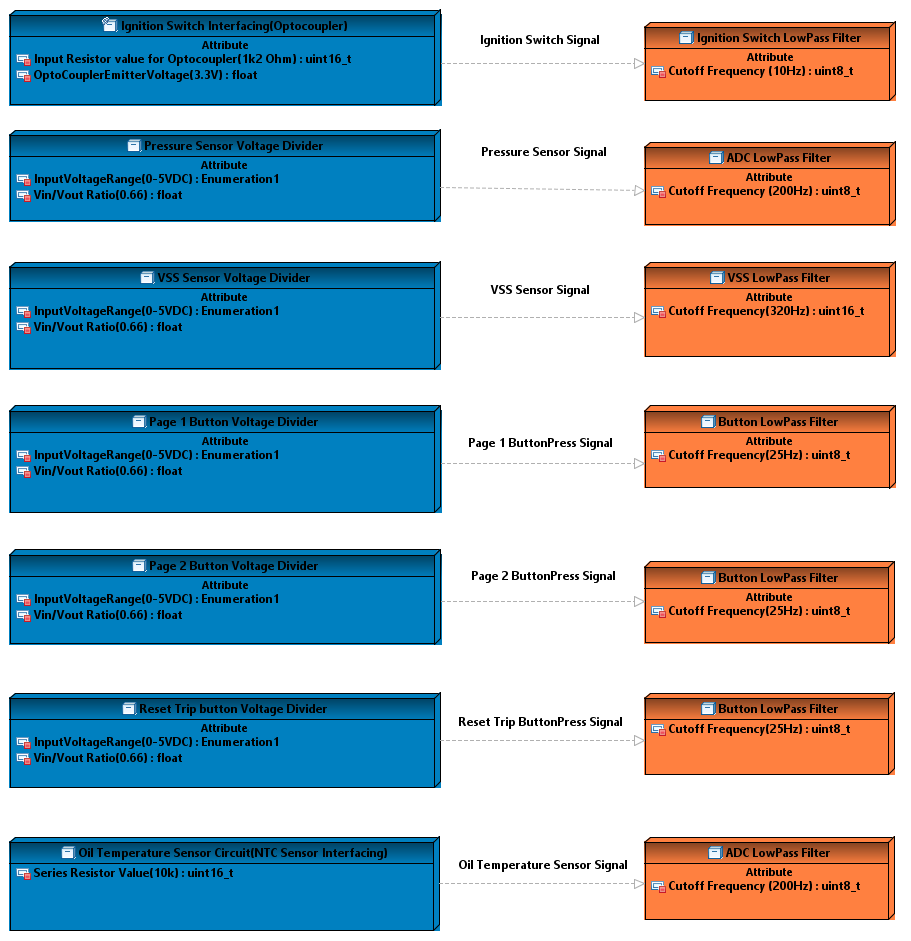 Ignition Switch Interfacing(Optocoupler)
Attribute
Input Resistor value for Optocoupler(1k2 Ohm) : uint16_t
OptoCouplerEmitterVoltage(3.3V) : float
Ignition Switch Signal
Ignition Switch LowPass Filter
Attribute
Cutoff Frequency (10Hz) : uint8_t
Pressure Sensor Voltage Divider
Attribute
InputVoltageRange(0-5VDC) : Enumeration1
Vin/Vout Ratio(0.66) : float
Pressure Sensor Signal
ADC LowPass Filter
Attribute
Cutoff Frequency (200Hz) : uint8_t
VSS Sensor Voltage Divider
Attribute
InputVoltageRange(0-5VDC) : Enumeration1
Vin/Vout Ratio(0.66) : float
VSS Sensor Signal
VSS LowPass Filter
Attribute
Cutoff Frequency(320Hz) : uint16_t
Page 1 Button Voltage Divider
Attribute
InputVoltageRange(0-5VDC) : Enumeration1
Vin/Vout Ratio(0.66) : float
Page 1 ButtonPress Signal
Button LowPass Filter
Attribute
Cutoff Frequency(25Hz) : uint8_t
Page 2 Button Voltage Divider
Attribute
InputVoltageRange(0-5VDC) : Enumeration1
Vin/Vout Ratio(0.66) : float
Page 2 ButtonPress Signal
Button LowPass Filter
Attribute
Cutoff Frequency(25Hz) : uint8_t
Reset Trip button Voltage Divider
Attribute
InputVoltageRange(0-5VDC) : Enumeration1
Vin/Vout Ratio(0.66) : float
Reset Trip ButtonPress Signal
Button LowPass Filter
Cutoff Frequency(25Hz) : uint8_t
Oil Temperature Sensor Circuit(NTC Sensor Interfacing)
Series Resistor Value(10k) : uint16_t
Oil Temperature Sensor Signal
ADC LowPass Filter
Attribute
Cutoff Frequency (200Hz) : uint8_t